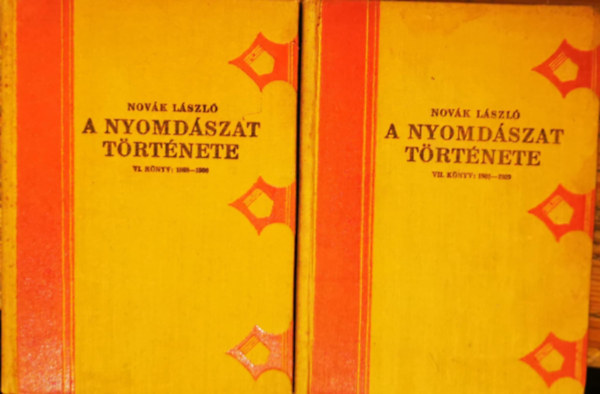 NOVÁK LÁSZLÓ
A NYOMDÁSZAT
TÖRTÉNETE
VI. KÖNYV:
NOVÁK LÁSZLÓ
A NYOMDÁSZAT
TÖRTÉNETE
VII. KÖNYV: